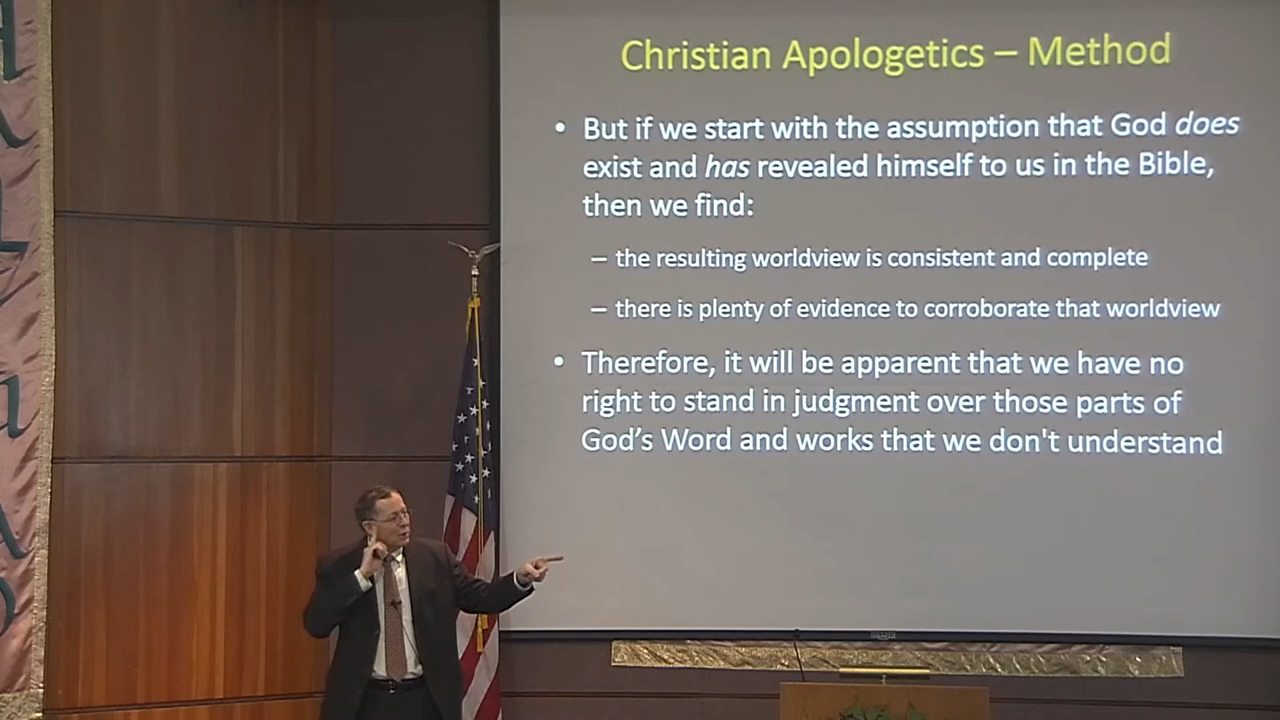 Christian Apologetics – Method
• But if we start with the assumption that God does
exist and has revealed himself to us in the Bible,
then we find:
– the resulting worldview is consistent and complete
– there is plenty of evidence to corroborate that worldview
• Therefore, it will be apparent that we have no
right to stand in judgment over those parts of
God's Word and works that we don't understand